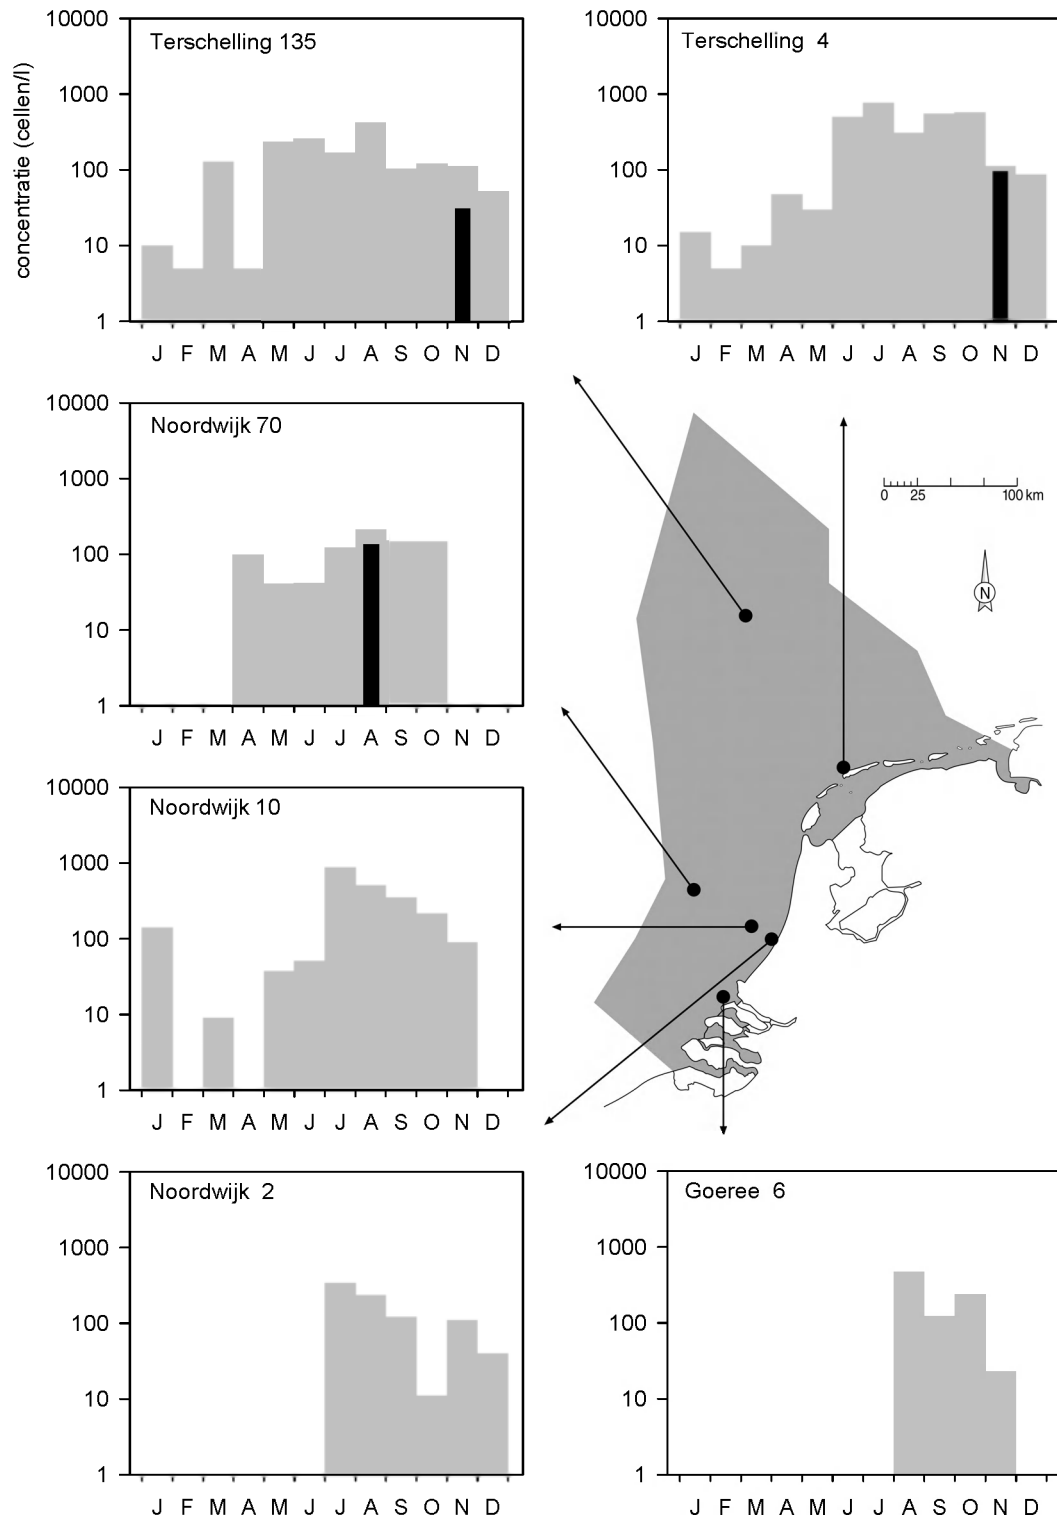 concentratie (cellen/l)
Terschelling 135
10000
1000
100
10
1
J F M A M J J A S O N D
Terschelling 4
10000
1000
100
10
1
J F M A M J J A S O N D
Noordwijk 70
10000
1000
100
10
1
J F M A M J J A S O N D
0 25 100 km
N
Noordwijk 10
10000
1000
100
10
1
J F M A M J J A S O N D
Noordwijk 2
10000
1000
100
10
1
J F M A M J J A S O N D
Goeree 6
10000
1000
100
10
1
J F M A M J J A S O N D